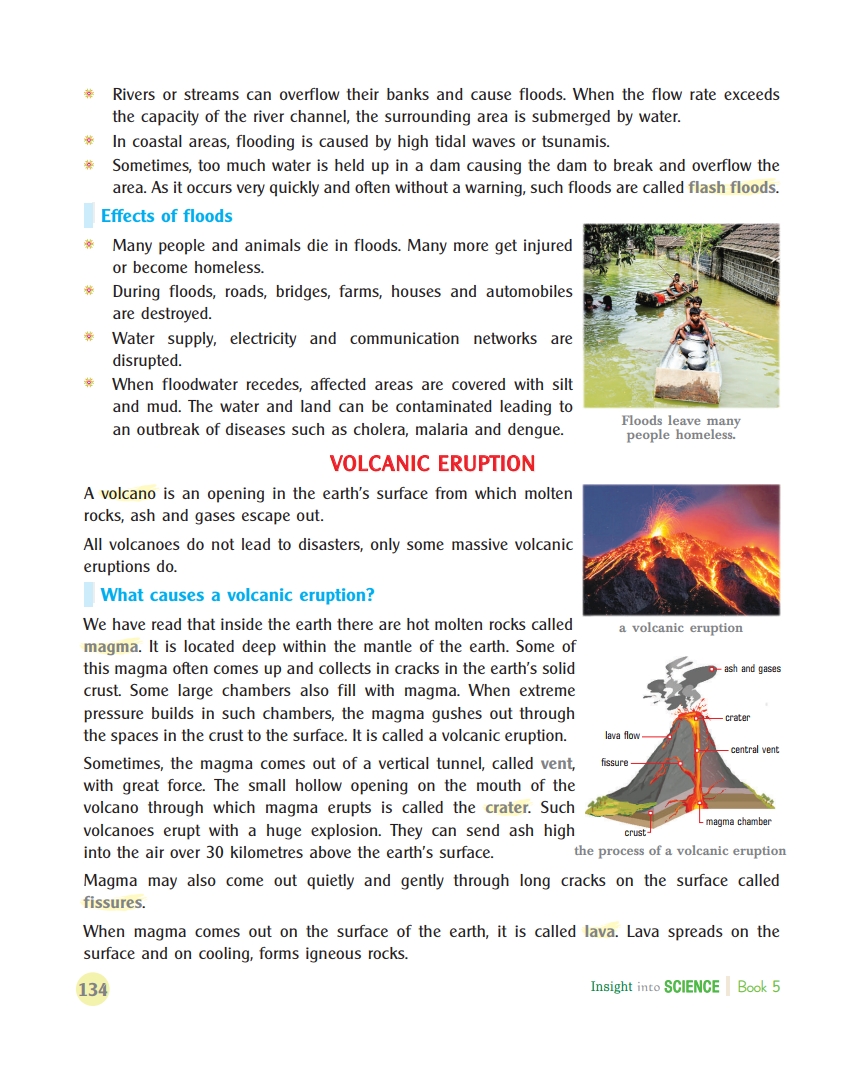 Rivers or streams can overflow their banks and cause floods. When the flow rate exceeds
the capacity of the river channel, the surrounding area is submerged by water.
In coastal areas, flooding is caused by high tidal waves or tsunamis.
Sometimes, too much water is held up in a dam causing the dam to break and overflow the
area. As it occurs very quickly and often without a warning, such floods are called flash floods.
Effects of floods
Many people and animals die in floods. Many more get injured
or become homeless.
During floods, roads, bridges, farms, houses and automobiles
are destroyed.
Water supply, electricity and communication networks are
disrupted.
When floodwater recedes, affected areas are covered with silt
and mud. The water and land can be contaminated leading to
an outbreak of diseases such as cholera, malaria and dengue.
Floods leave many
people homeless.
VOLCANIC ERUPTION
A volcano is an opening in the earth's surface from which molten
rocks, ash and gases escape out.
All volcanoes do not lead to disasters, only some massive volcanic
eruptions do.
a volcanic eruption
What causes a volcanic eruption?
We have read that inside the earth there are hot molten rocks called
magma. It is located deep within the mantle of the earth. Some of
this magma often comes up and collects in cracks in the earth's solid
crust. Some large chambers also fill with magma. When extreme
pressure builds in such chambers, the magma gushes out through
the spaces in the crust to the surface. It is called a volcanic eruption.
Sometimes, the magma comes out of a vertical tunnel, called vent,
with great force. The small hollow opening on the mouth of the
volcano through which magma erupts is called the crater. Such
volcanoes erupt with a huge explosion. They can send ash high
into the air over 30 kilometres above the earth's surface.
ash and gases
crater
lava flow
central vent
fissure
magma chamber
crust
the process of a volcanic eruption
Magma may also come out quietly and gently through long cracks on the surface called
fissures.
When magma comes out on the surface of the earth, it is called lava. Lava spreads on the
surface and on cooling, forms igneous rocks.
134
Insight into SCIENCE Book 5